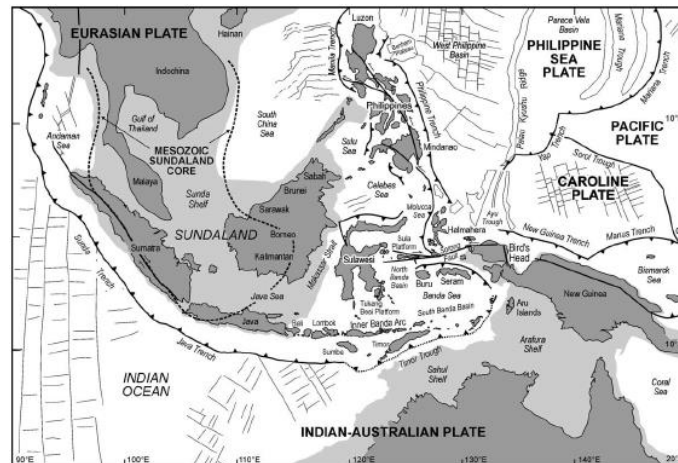 EURASIAN PLATE
Hainan
Luzon
Manila Trench
Benham
Plateau
West Philippine
Basin
Parece Vela
Basin
Mariana
Trough
Mariana Trench
PHILIPPINE
SEA
PLATE
Indochina
South
China
Sea
Philippines
Philippine Trench
Palau Kyushu Ridge
10°
Gulf of
Thailand
Andaman
Sea
MESOZOIC
SUNDALAND
CORE
Sulu
Sea
Mindanao
Yap Trench
Sorol Trough
PACIFIC
PLATE
CAROLINE
PLATE
Malaya
Sunda
Shelf
Sabah
Brunei
Celebes
Sea
Molucca
Sea
Halmahera
Ayu
Trough
Sarawak
SUNDALAND
Borneo
Kalimantan
Makassar Strait
Sula
Platform
Sorong
Fault
Bird's
Head
New Guinea Trench
Manus Trench
Sumatra
Sunda
Trench
Sulawesi
North
Banda
Basin
Buru
Seram
Bismarck
Sea
Java Sea
Tukang
Besi Platform
Banda Sea
South Banda Basin
Aru
Islands
New Guinea
Java
Bali
Lombok
Inner Banda Arc
Java Trench
Sumba
Timor
Timor Trough
Arafura
Shelf
10°
Sahul
Shelf
Coral
Sea
INDIAN
OCEAN
INDIAN-AUSTRALIAN PLATE
90°E
100°E
110°E
120°E
130°E
140°E
20°